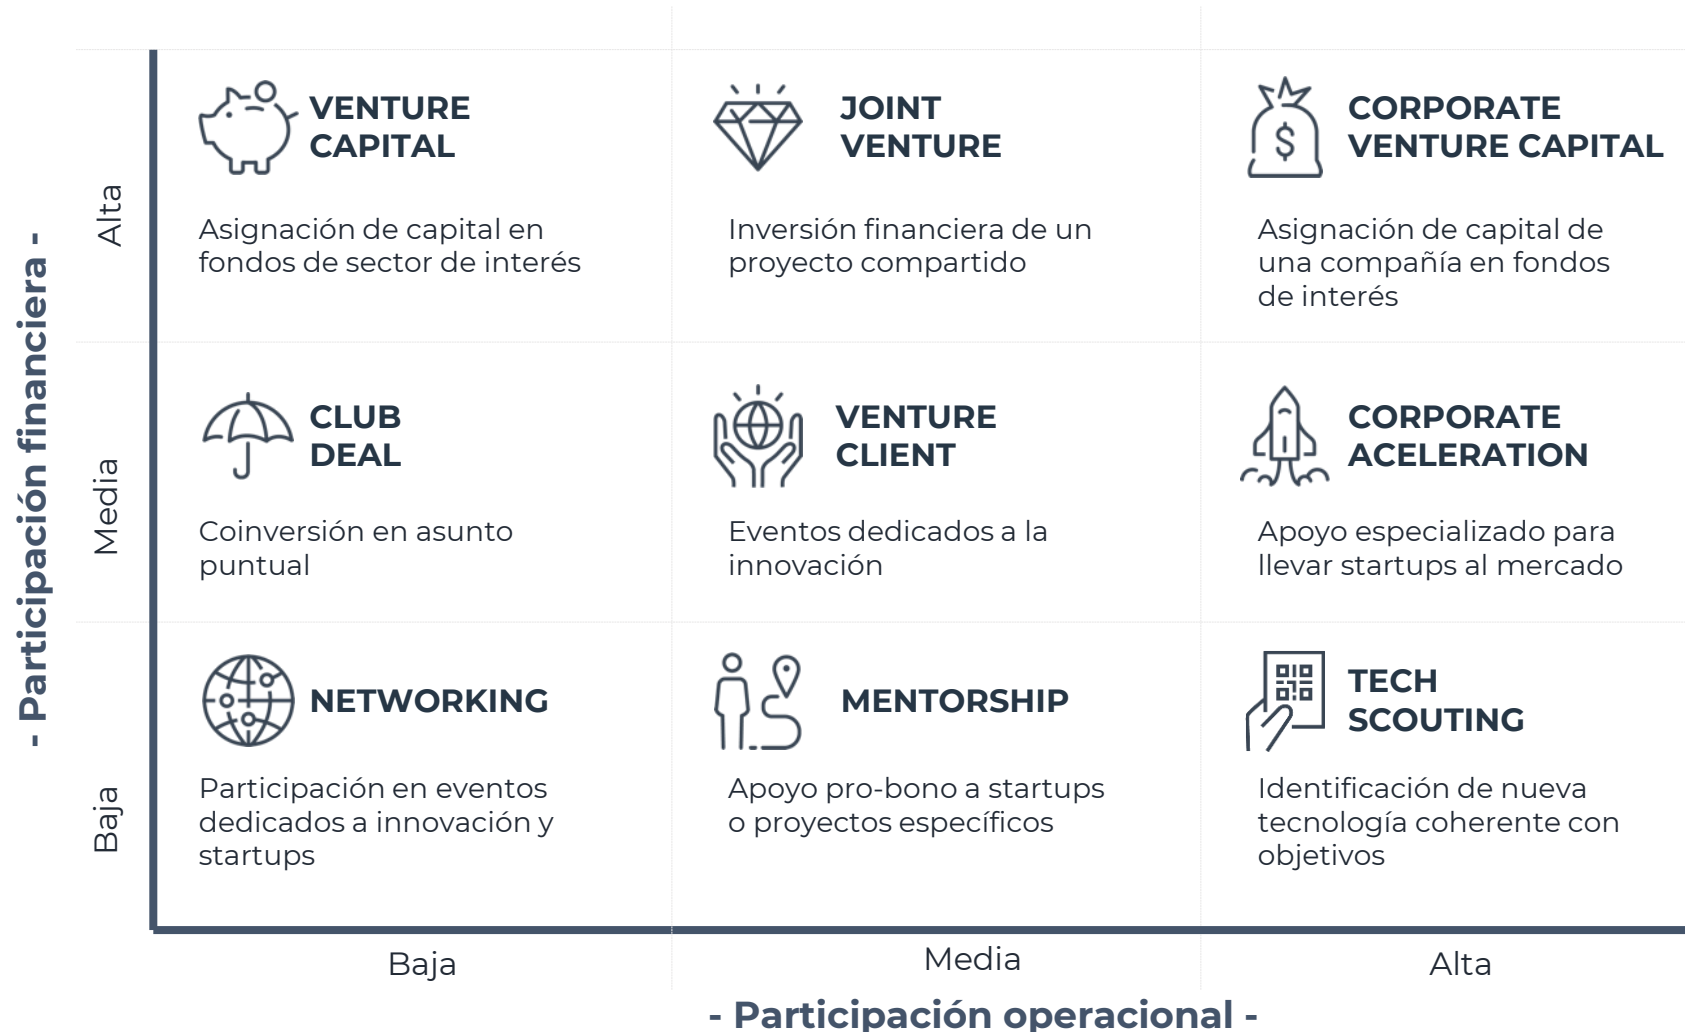 - Participación financiera -
Alta
VENTURE
CAPITAL
Asignación de capital en
fondos de sector de interés
JOINT
VENTURE
Inversión financiera de un
proyecto compartido
CORPORATE
VENTURE CAPITAL
Asignación de capital de
una compañía en fondos
de interés
Media
CLUB
DEAL
Coinversión en asunto
puntual
VENTURE
CLIENT
Eventos dedicados a la
innovación
CORPORATE
ACELERATION
Apoyo especializado para
llevar startups al mercado
Baja
NETWORKING
Participación en eventos
dedicados a innovación y
startups
MENTORSHIP
Apoyo pro-bono a startups
o proyectos específicos
TECH
SCOUTING
Identificación de nueva
tecnología coherente con
objetivos
Baja
Media
Alta
- Participación operacional -